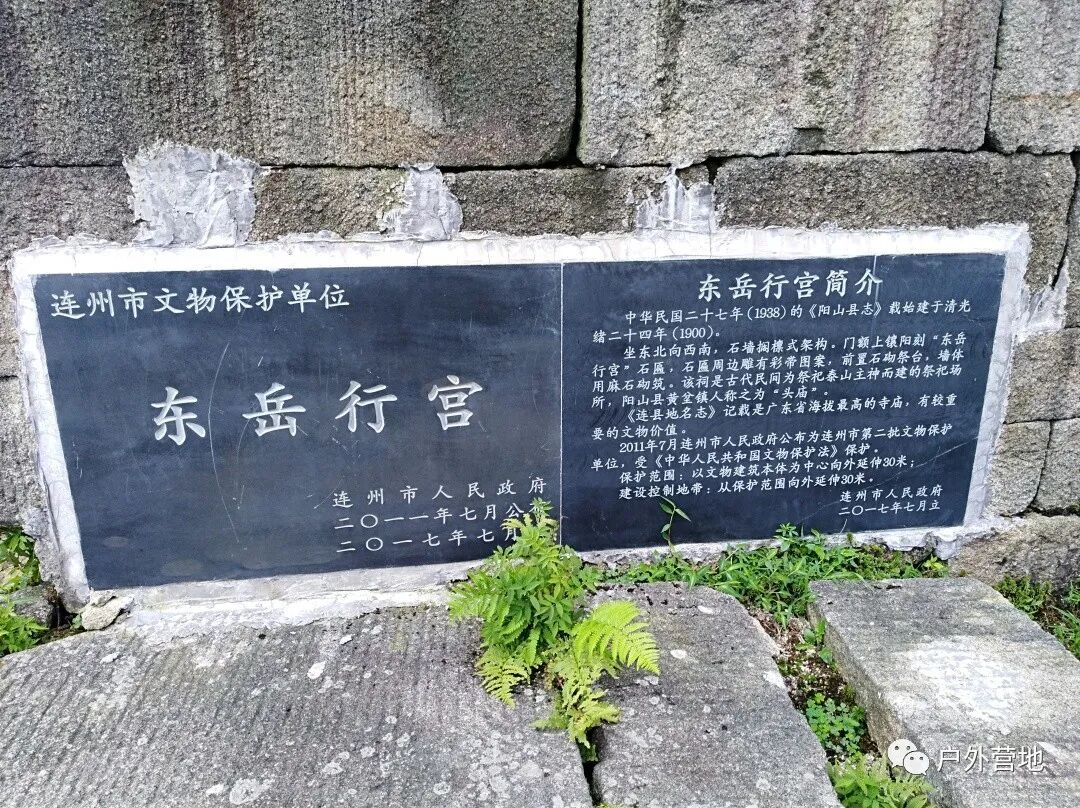 连州市文物保护单位
东岳行宫
连州市人民政府
二〇一一年七月公布
二〇一七年七月
东岳行宫简介
中华民国二十七年(1938)的《阳山县志》载始建于清光
绪二十四年(1900)。
坐东北向西南,石墙搁檩式架构。门额上镶阳刻“东岳
行宫”石匾,石匾周边雕有彩带图案,前置石砌祭台,墙体
用麻石砌筑。该祠是古代民间为祭祀泰山主神而建的祭祀场
所,阳山县黄坌镇人称之为“头庙”。
《连县地名志》记载是广东省海拔最高的寺庙,有较重
要的文物价值。
2011年7月连州市人民政府公布为连州市第二批文物保护
单位,受《中华人民共和国文物保护法》保护。
保护范围:以文物建筑本体为中心向外延伸30米;
建设控制地带:从保护范围向外延伸30米。
连州市人民政府
二〇一七年七月立
户外营地